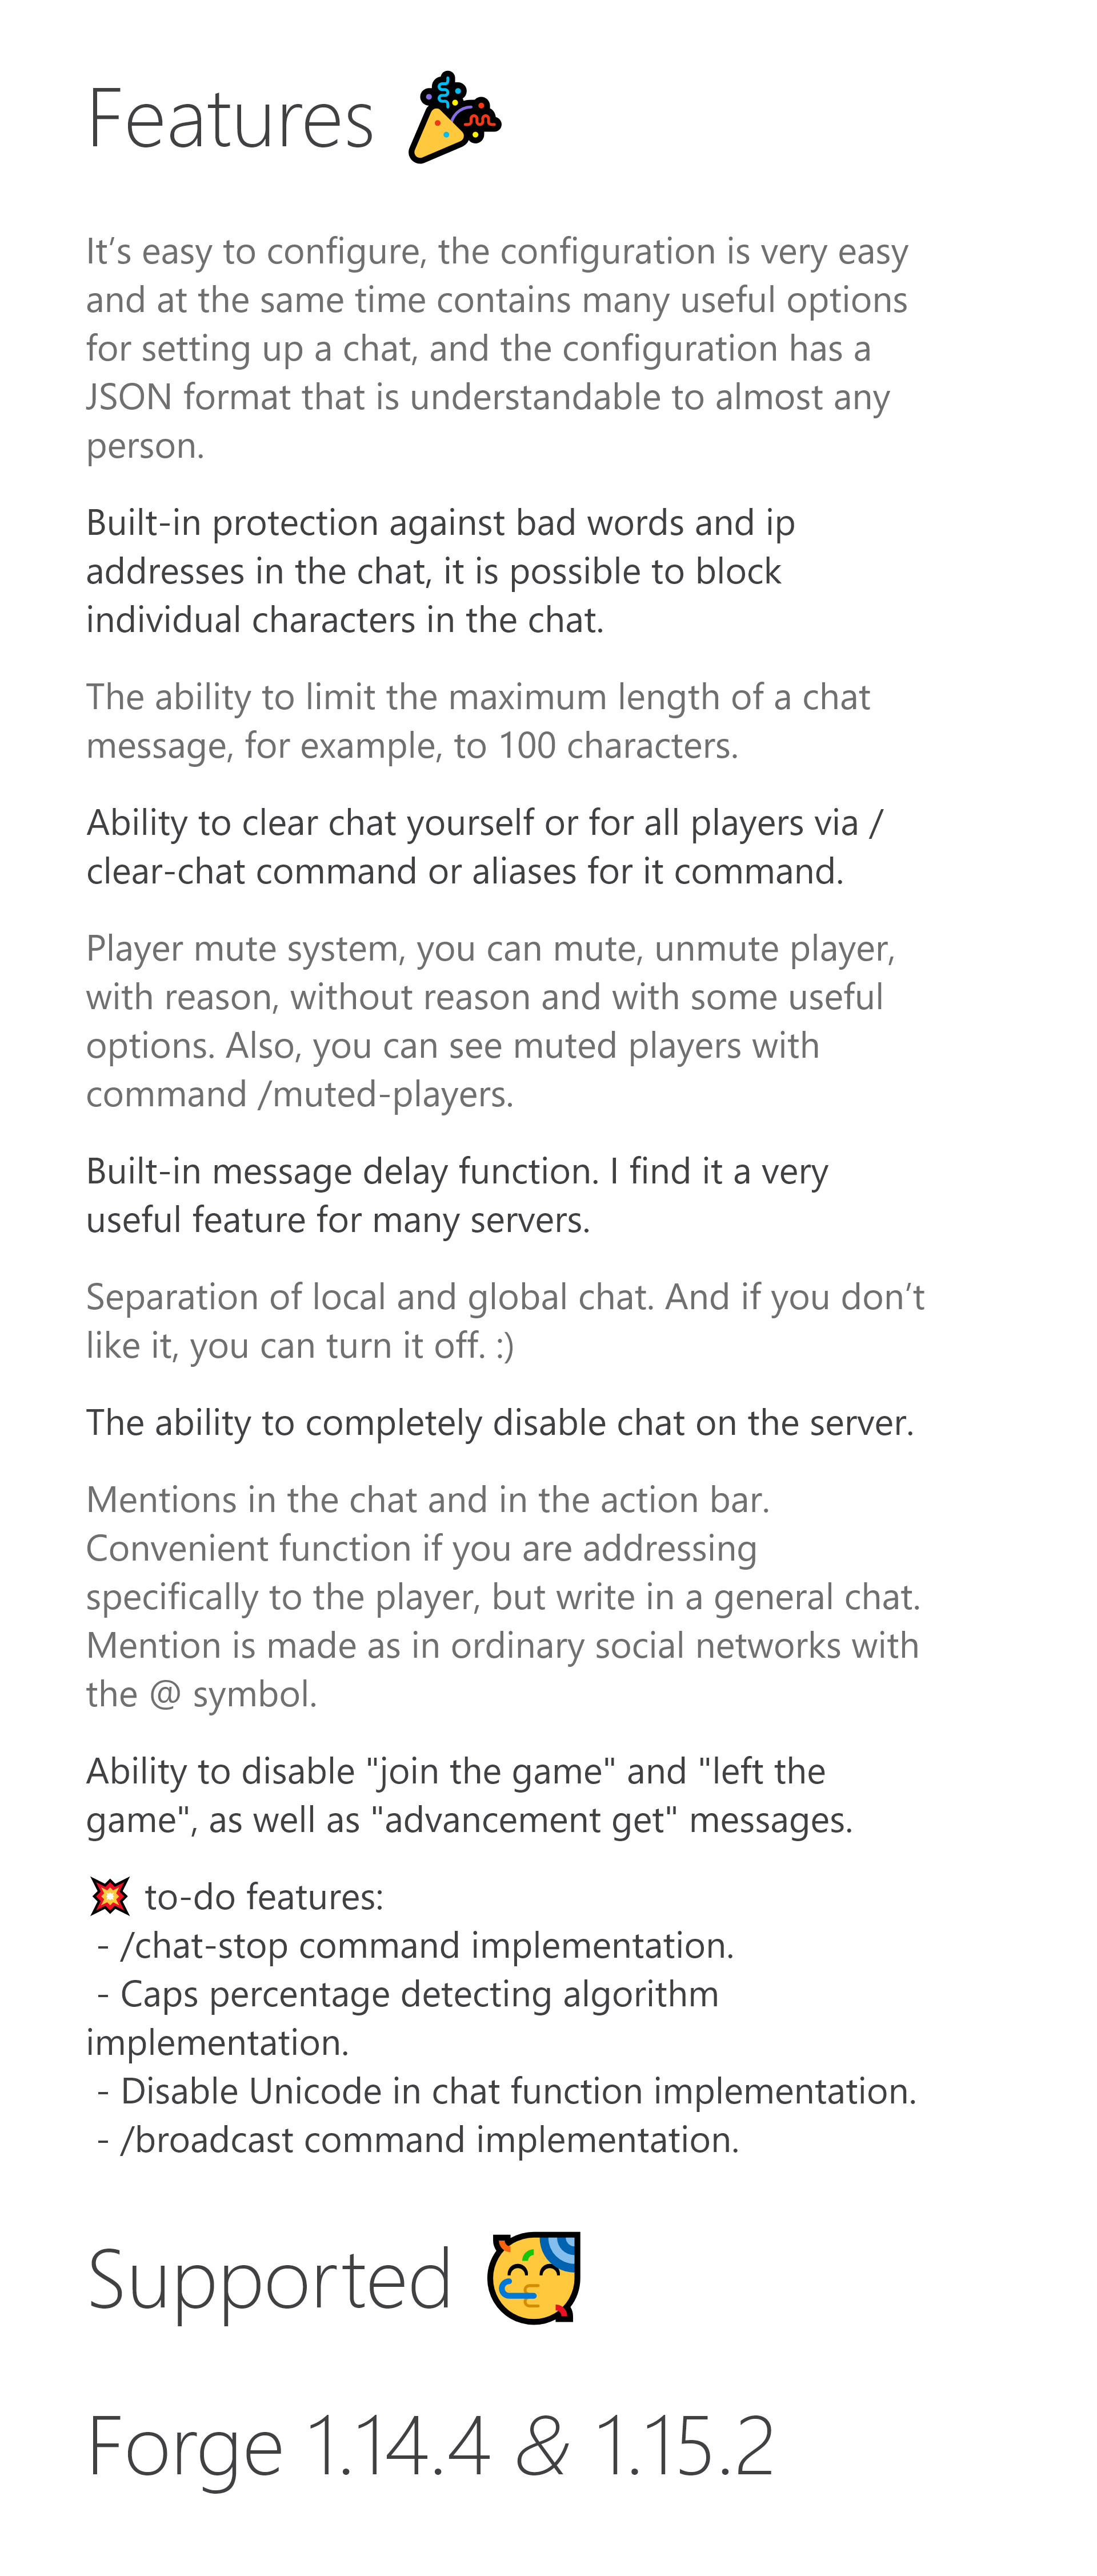 Features 🎉
It’s easy to configure, the configuration is very easy
and at the same time contains many useful options
for setting up a chat, and the configuration has a
JSON format that is understandable to almost any
person.
Built-in protection against bad words and ip
addresses in the chat, it is possible to block
individual characters in the chat.
The ability to limit the maximum length of a chat
message, for example, to 100 characters.
Ability to clear chat yourself or for all players via /
clear-chat command or aliases for it command.
Player mute system, you can mute, unmute player,
with reason, without reason and with some useful
options. Also, you can see muted players with
command /muted-players.
Built-in message delay function. I find it a very
useful feature for many servers.
Separation of local and global chat. And if you don’t
like it, you can turn it off. :)
The ability to completely disable chat on the server.
Mentions in the chat and in the action bar.
Convenient function if you are addressing
specifically to the player, but write in a general chat.
Mention is made as in ordinary social networks with
the @ symbol.
Ability to disable "join the game" and "left the
game", as well as "advancement get" messages.
💥 to-do features:
- /chat-stop command implementation.
- Caps percentage detecting algorithm
implementation.
- Disable Unicode in chat function implementation.
- /broadcast command implementation.
Supported 🥳
Forge 1.14.4 & 1.15.2